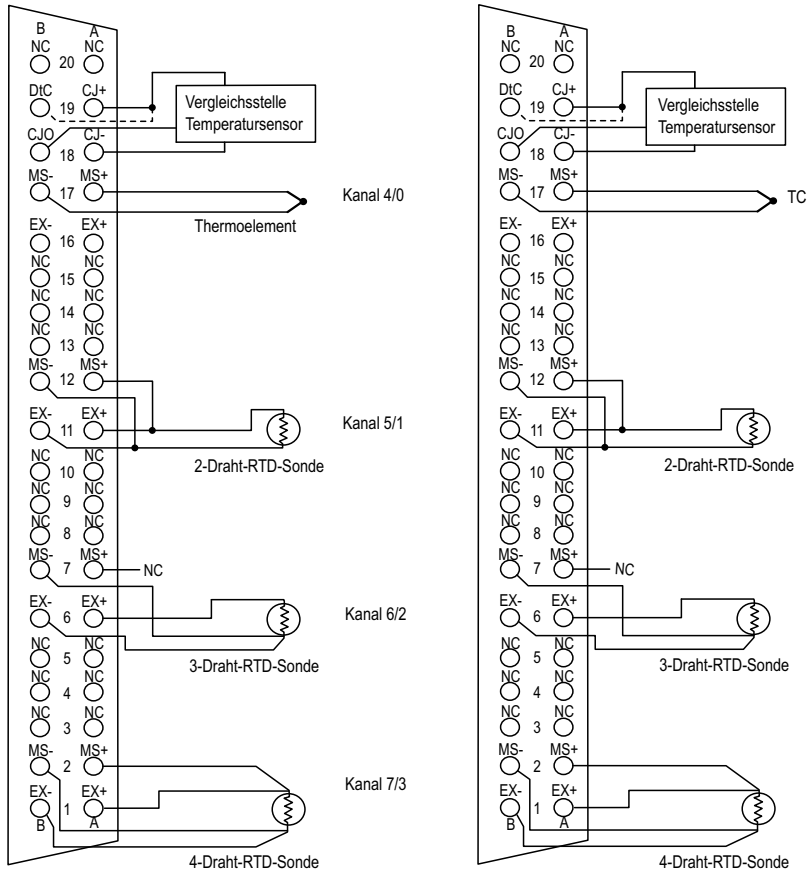 B A B A
NC NC NC NC
20 20
DtC CJ+ DtC CJ+
19 19
Vergleichsstelle Vergleichsstelle
Temperatursensor Temperatursensor
CJO CJ- CJO CJ-
18 18
MS- MS+ MS- MS+
17 Kanal 4/0 17 TC
Thermoelement
EX- EX+ EX- EX+
16 16
NC NC NC NC
15 15
NC NC NC NC
14 14
NC NC NC NC
13 13
MS- MS+ MS- MS+
12 12
EX- EX+ Kanal 5/1 EX- EX+
11 11
2-Draht-RTD-Sonde 2-Draht-RTD-Sonde
NC NC NC NC
10 10
NC NC NC NC
9 9
NC NC NC NC
8 8
MS- MS+ MS- MS+
7 NC 7 NC
EX- EX+ EX- EX+
6 Kanal 6/2 6
NC NC NC NC
5 5
3-Draht-RTD-Sonde 3-Draht-RTD-Sonde
NC NC NC NC
4 4
NC NC NC NC
3 3
MS- MS+ MS- MS+
2 2
EX- EX+ Kanal 7/3 EX- EX+
1 1
B A B A
4-Draht-RTD-Sonde 4-Draht-RTD-Sonde